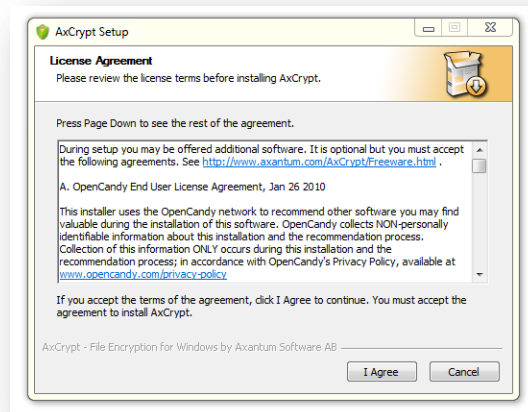 AxCrypt Setup
License Agreement
Please review the license terms before installing AxCrypt.
Press Page Down to see the rest of the agreement.
During setup you may be offered additional software. It is optional but you must accept
the following agreements. See http://www.axantum.com/AxCrypt/Freeware.html .
A. OpenCandy End User License Agreement, Jan 26 2010
This installer uses the OpenCandy network to recommend other software you may find
valuable during the installation of this software. OpenCandy collects NON-personally
identifiable information about this installation and the recommendation process.
Collection of this information ONLY occurs during this installation and the
recommendation process; in accordance with OpenCandy's Privacy Policy, available at
www.opencandy.com/privacy-policy
If you accept the terms of the agreement, click I Agree to continue. You must accept the
agreement to install AxCrypt.
AxCrypt - File Encryption for Windows by Axantum Software AB
I Agree Cancel